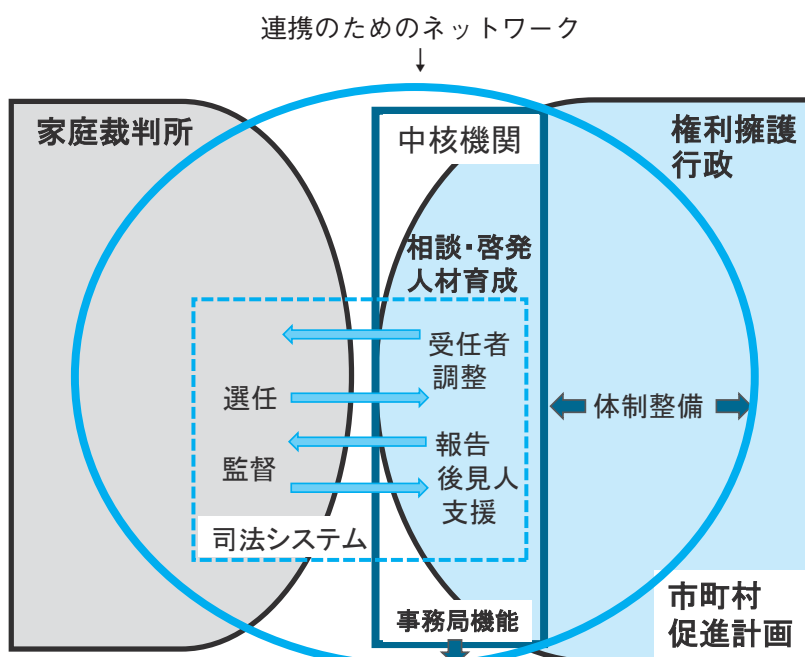 連携のためのネットワーク
↓
家庭裁判所
中核機関
権利擁護
行政
相談・啓発
人材育成
受任者
調整
選任
体制整備
報告
監督
後見人
支援
司法システム
事務局機能
市町村
促進計画